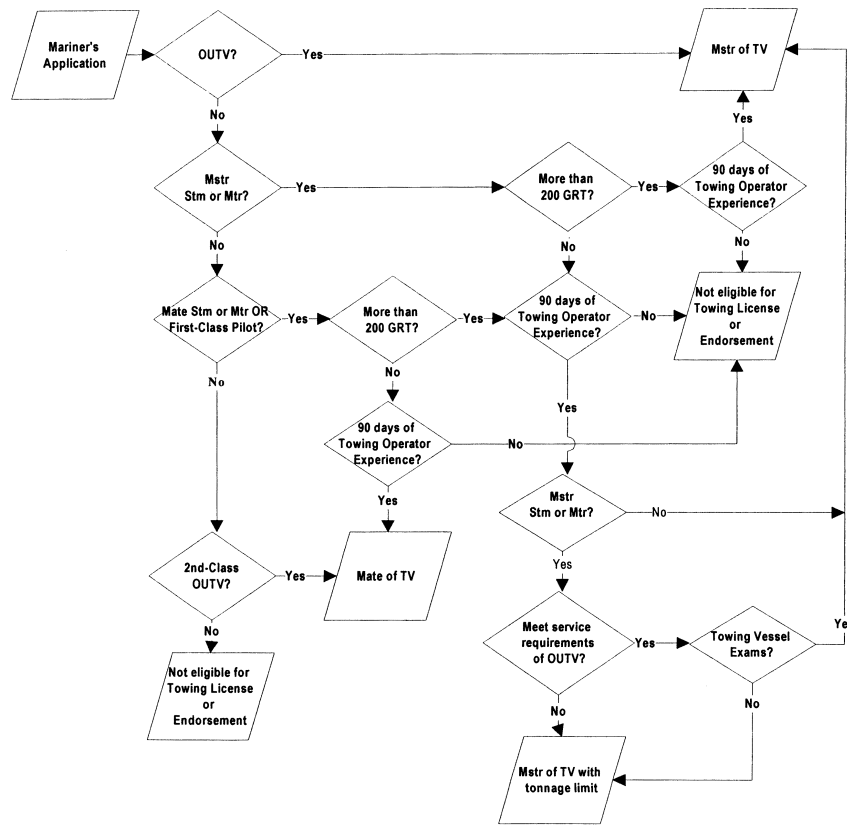 Mariner's
Application
OUTV?
Yes
Mstr of TV
No
Yes
Mstr
Stm or Mtr?
Yes
More than
200 GRT?
Yes
90 days of
Towing Operator
Experience?
No
No
No
Mate Stm or Mtr OR
First-Class Pilot?
Yes
More than
200 GRT?
Yes
90 days of
Towing Operator
Experience?
No
Not eligible for
Towing License
or
Endorsement
No
No
Yes
90 days of
Towing Operator
Experience?
No
Yes
Mstr
Stm or Mtr?
No
2nd-Class
OUTV?
Yes
Mate of TV
Yes
No
Meet service
requirements
of OUTV?
Yes
Towing Vessel
Exams?
Ye
Not eligible for
Towing License
or
Endorsement
No
No
Mstr of TV with
tonnage limit